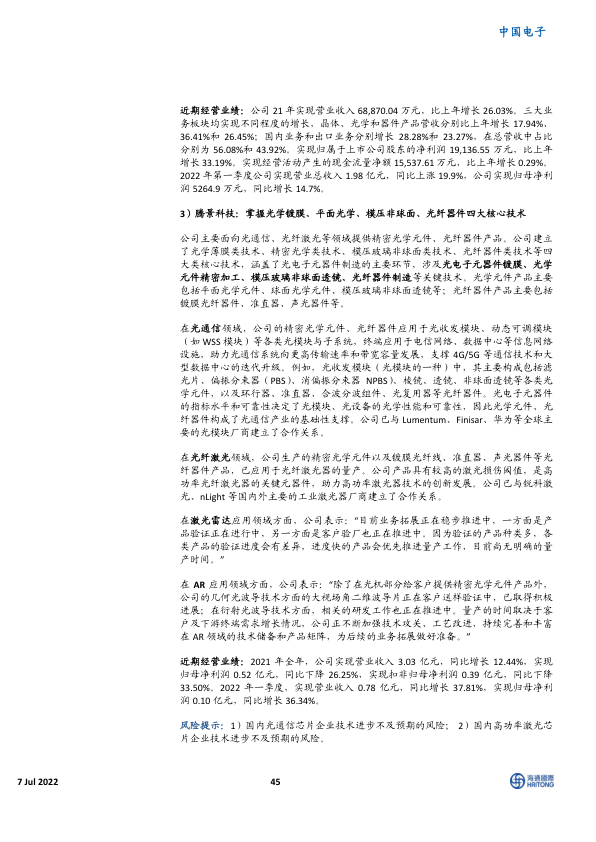 中国电子
近期经营业绩：公司 21 年实现营业收入 68,870.04 万元，比上年增长 26.03%。三大业
务板块均实现不同程度的增长，晶体、光学和器件产品营收分别比上年增长 17.94%，
36.41%和 26.45%；国内业务和出口业务分别增长 28.28%和 23.27%，在总营收中占比
分别为 56.08%和 43.92%。实现归属于上市公司股东的净利润 19,136.55 万元，比上年
增长 33.19%。实现经营活动产生的现金流量净额 15,537.61 万元，比上年增长 0.29%。
2022 年第一季度公司实现营业总收入 1.98 亿元，同比上涨 19.9%，公司实现归母净利
润 5264.9 万元，同比增长 14.7%。
3）腾景科技：掌握光学镀膜、平面光学、模压非球面、光纤器件四大核心技术
公司主要面向光通信、光纤激光等领域提供精密光学元件、光纤器件产品。公司建立
了光学薄膜类技术、精密光学类技术、模压玻璃非球面类技术、光纤器件类技术等四
大类核心技术，涵盖了光电子元器件制造的主要环节，涉及光电子元器件镀膜、光学
元件精密加工、模压玻璃非球面透镜、光纤器件制造等关键技术。光学元件产品主要
包括平面光学元件、球面光学元件、模压玻璃非球面透镜等；光纤器件产品主要包括
镀膜光纤器件、准直器、声光器件等。
在光通信领域，公司的精密光学元件、光纤器件应用于光收发模块、动态可调模块
（如 WSS 模块）等各类光模块与子系统，终端应用于电信网络、数据中心等信息网络
设施，助力光通信系统向更高传输速率和带宽容量发展，支撑 4G/5G 等通信技术和大
型数据中心的迭代升级。例如，光收发模块（光模块的一种）中，其主要构成包括滤
光片、偏振分束器（PBS）、消偏振分束器 NPBS）、棱镜、透镜、非球面透镜等各类光
学元件，以及环行器、准直器、合波分波组件、光复用器等光纤器件。光电子元器件
的指标水平和可靠性决定了光模块、光设备的光学性能和可靠性，因此光学元件、光
纤器件构成了光通信产业的基础性支撑。公司已与 Lumentum、Finisar、华为等全球主
要的光模块厂商建立了合作关系。
在光纤激光领域，公司生产的精密光学元件以及镀膜光纤线、准直器、声光器件等光
纤器件产品，已应用于光纤激光器的量产。公司产品具有较高的激光损伤阈值，是高
功率光纤激光器的关键元器件，助力高功率激光器技术的创新发展。公司已与锐科激
光、nLight 等国内外主要的工业激光器厂商建立了合作关系。
在激光雷达应用领域方面，公司表示：“目前业务拓展正在稳步推进中，一方面是产
品验证正在进行中，另一方面是客户验厂也正在推进中。因为验证的产品种类多，各
类产品的验证进度会有差异，进度快的产品会优先推进量产工作，目前尚无明确的量
产时间。”
在 AR 应用领域方面，公司表示：“除了在光机部分给客户提供精密光学元件产品外，
公司的几何光波导技术方面的大视场角二维波导片正在客户送样验证中，已取得积极
进展；在衍射光波导技术方面，相关的研发工作也正在推进中。量产的时间取决于客
户及下游终端需求增长情况，公司正不断加强技术攻关、工艺改进，持续完善和丰富
在 AR 领域的技术储备和产品矩阵，为后续的业务拓展做好准备。”
近期经营业绩：2021 年全年，公司实现营业收入 3.03 亿元，同比增长 12.44%，实现
归母净利润 0.52 亿元，同比下降 26.25%，实现扣非归母净利润 0.39 亿元，同比下降
33.50%。2022 年一季度，实现营业收入 0.78 亿元，同比增长 37.81%，实现归母净利
润 0.10 亿元，同比增长 36.34%。
风险提示：1）国内光通信芯片企业技术进步不及预期的风险； 2）国内高功率激光芯
片企业技术进步不及预期的风险。
7 Jul 2022
45
海通國際
HAITONG